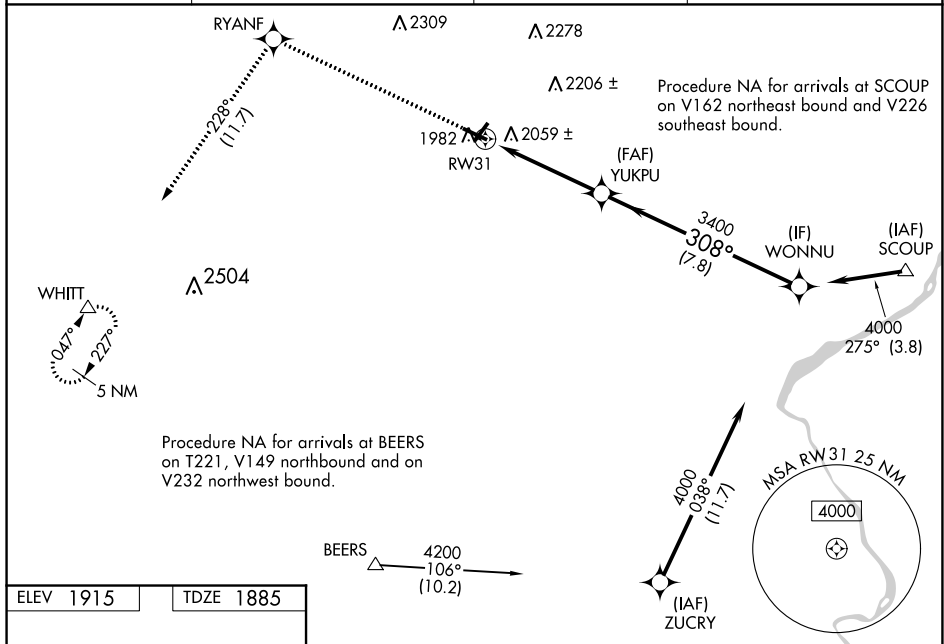 RYANF
2309
2278
2206 ±
Procedure NA for arrivals at SCOUP
on V162 northeast bound and V226
southeast bound.
228°
(11.7)
1982
2059 ±
RW31
(FAF)
YUKPU
3400
308°
(7.8)
(IF)
WONNU
(IAF)
SCOUP
4000
275° (3.8)
2504
WHITT
047°
227°
5 NM
Procedure NA for arrivals at BEERS
on T221, V149 northbound and on
V232 northwest bound.
4000
038°
(11.7)
MSA RW31 25 NM
4000
BEERS
4200
106°
(10.2)
(IAF)
ZUCRY
ELEV 1915
TDZE 1885